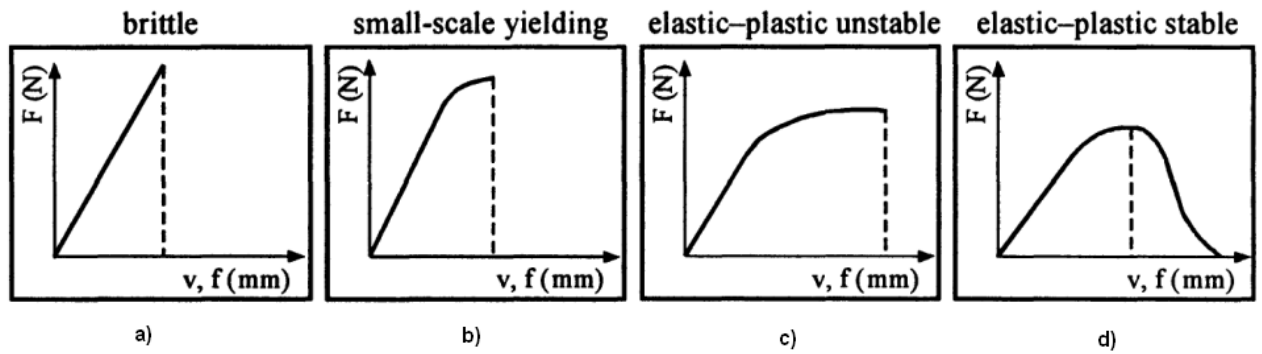 brittle
small-scale yielding
elastic–plastic unstable
elastic–plastic stable
F (N)
v, f (mm)
F (N)
v, f (mm)
F (N)
v, f (mm)
F (N)
v, f (mm)
a)
b)
c)
d)